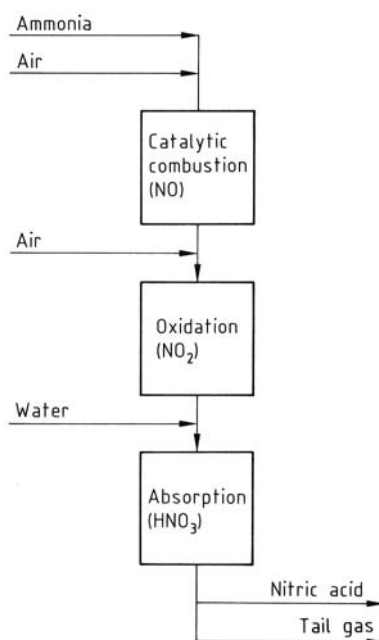 Ammonia
Air
Catalytic
combustion
(NO)
Air
Oxidation
(NO₂)
Water
Absorption
(HNO₃)
Nitric acid
Tail gas